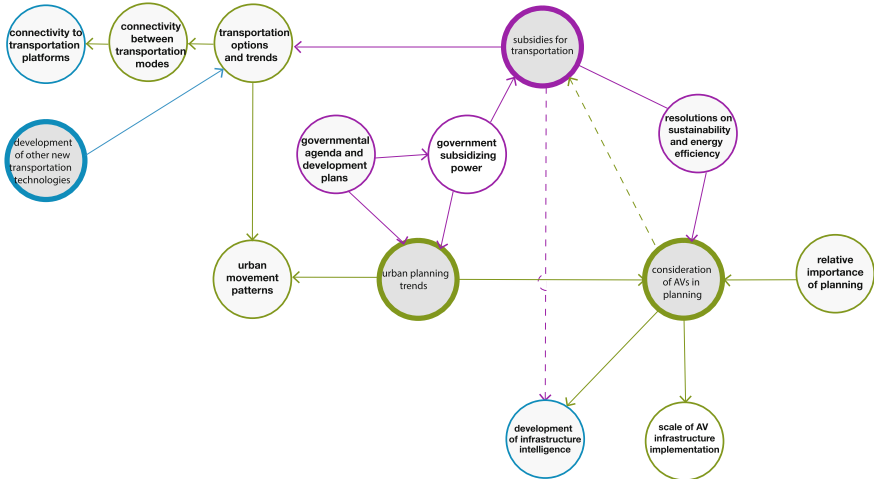 connectivity to
transportation
platforms
connectivity
between
transportation
modes
transportation
options
and trends
subsidies for
transportation
development
of other new
transportation
technologies
governmental
agenda and
development
plans
government
subsidizing
power
resolutions on
sustainability
and energy
efficiency
urban
movement
patterns
urban planning
trends
consideration
of AVs in
planning
relative
importance
of planning
development
of infrastructure
intelligence
scale of AV
infrastructure
implementation